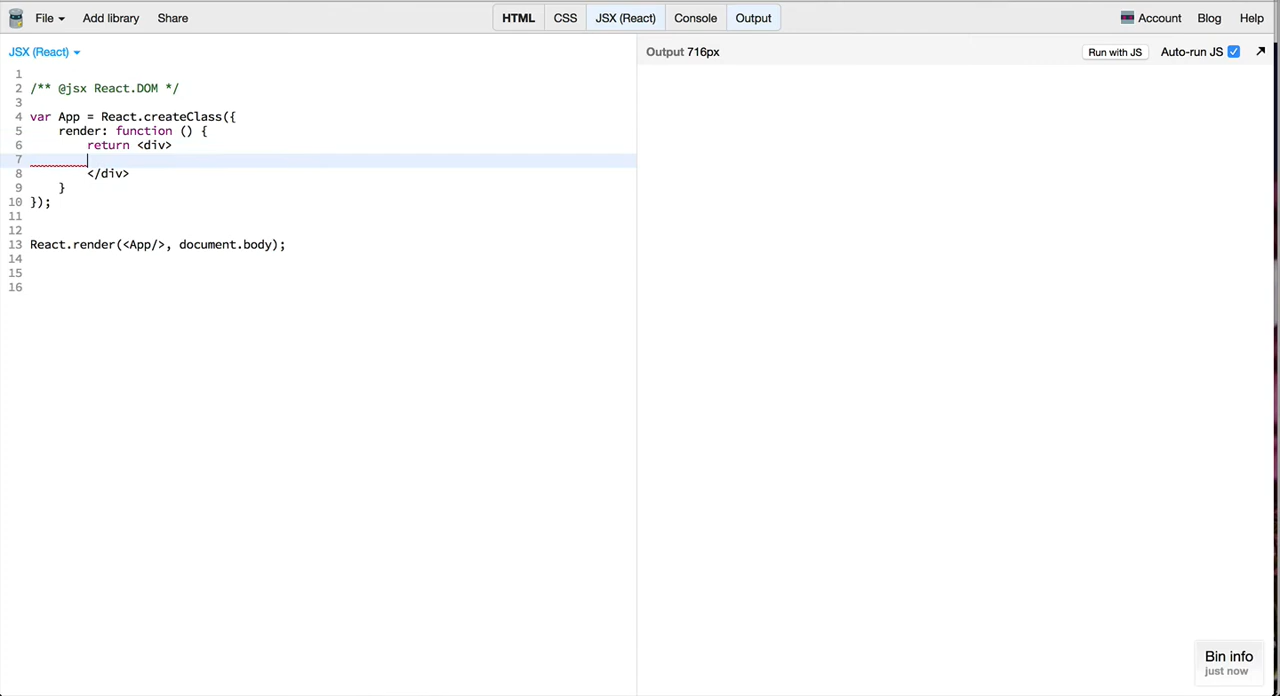 File Add library Share HTML CSS JSX (React) Console Output Account Blog Help
JSX (React) Output 716px Run with JS Auto-run JS
1
2 /** @jsx React.DOM */
3
4 var App = React.createClass({
5     render: function () {
6         return <div>
7
8         </div>
9     }
10 });
11
12
13 React.render(<App/>, document.body);
14
15
16
Bin info
just now